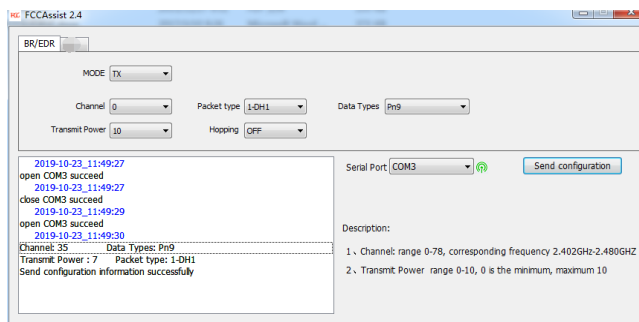 FCC FCCAssist 2.4
BR/EDR
MODE TX
Channel 0 Packet type 1-DH1 Data Types Pn9
Transmit Power 10 Hopping OFF
2019-10-23_11:49:27
open COM3 succeed
2019-10-23_11:49:27
close COM3 succeed
2019-10-23_11:49:29
open COM3 succeed
2019-10-23_11:49:30
Channel: 35 Data Types: Pn9
Transmit Power : 7 Packet type: 1-DH1
Send configuration information successfully
Serial Port COM3 Send configuration
Description:
1、Channel: range 0-78, corresponding frequency 2.402GHz-2.480GHZ
2、Transmit Power range 0-10, 0 is the minimum, maximum 10